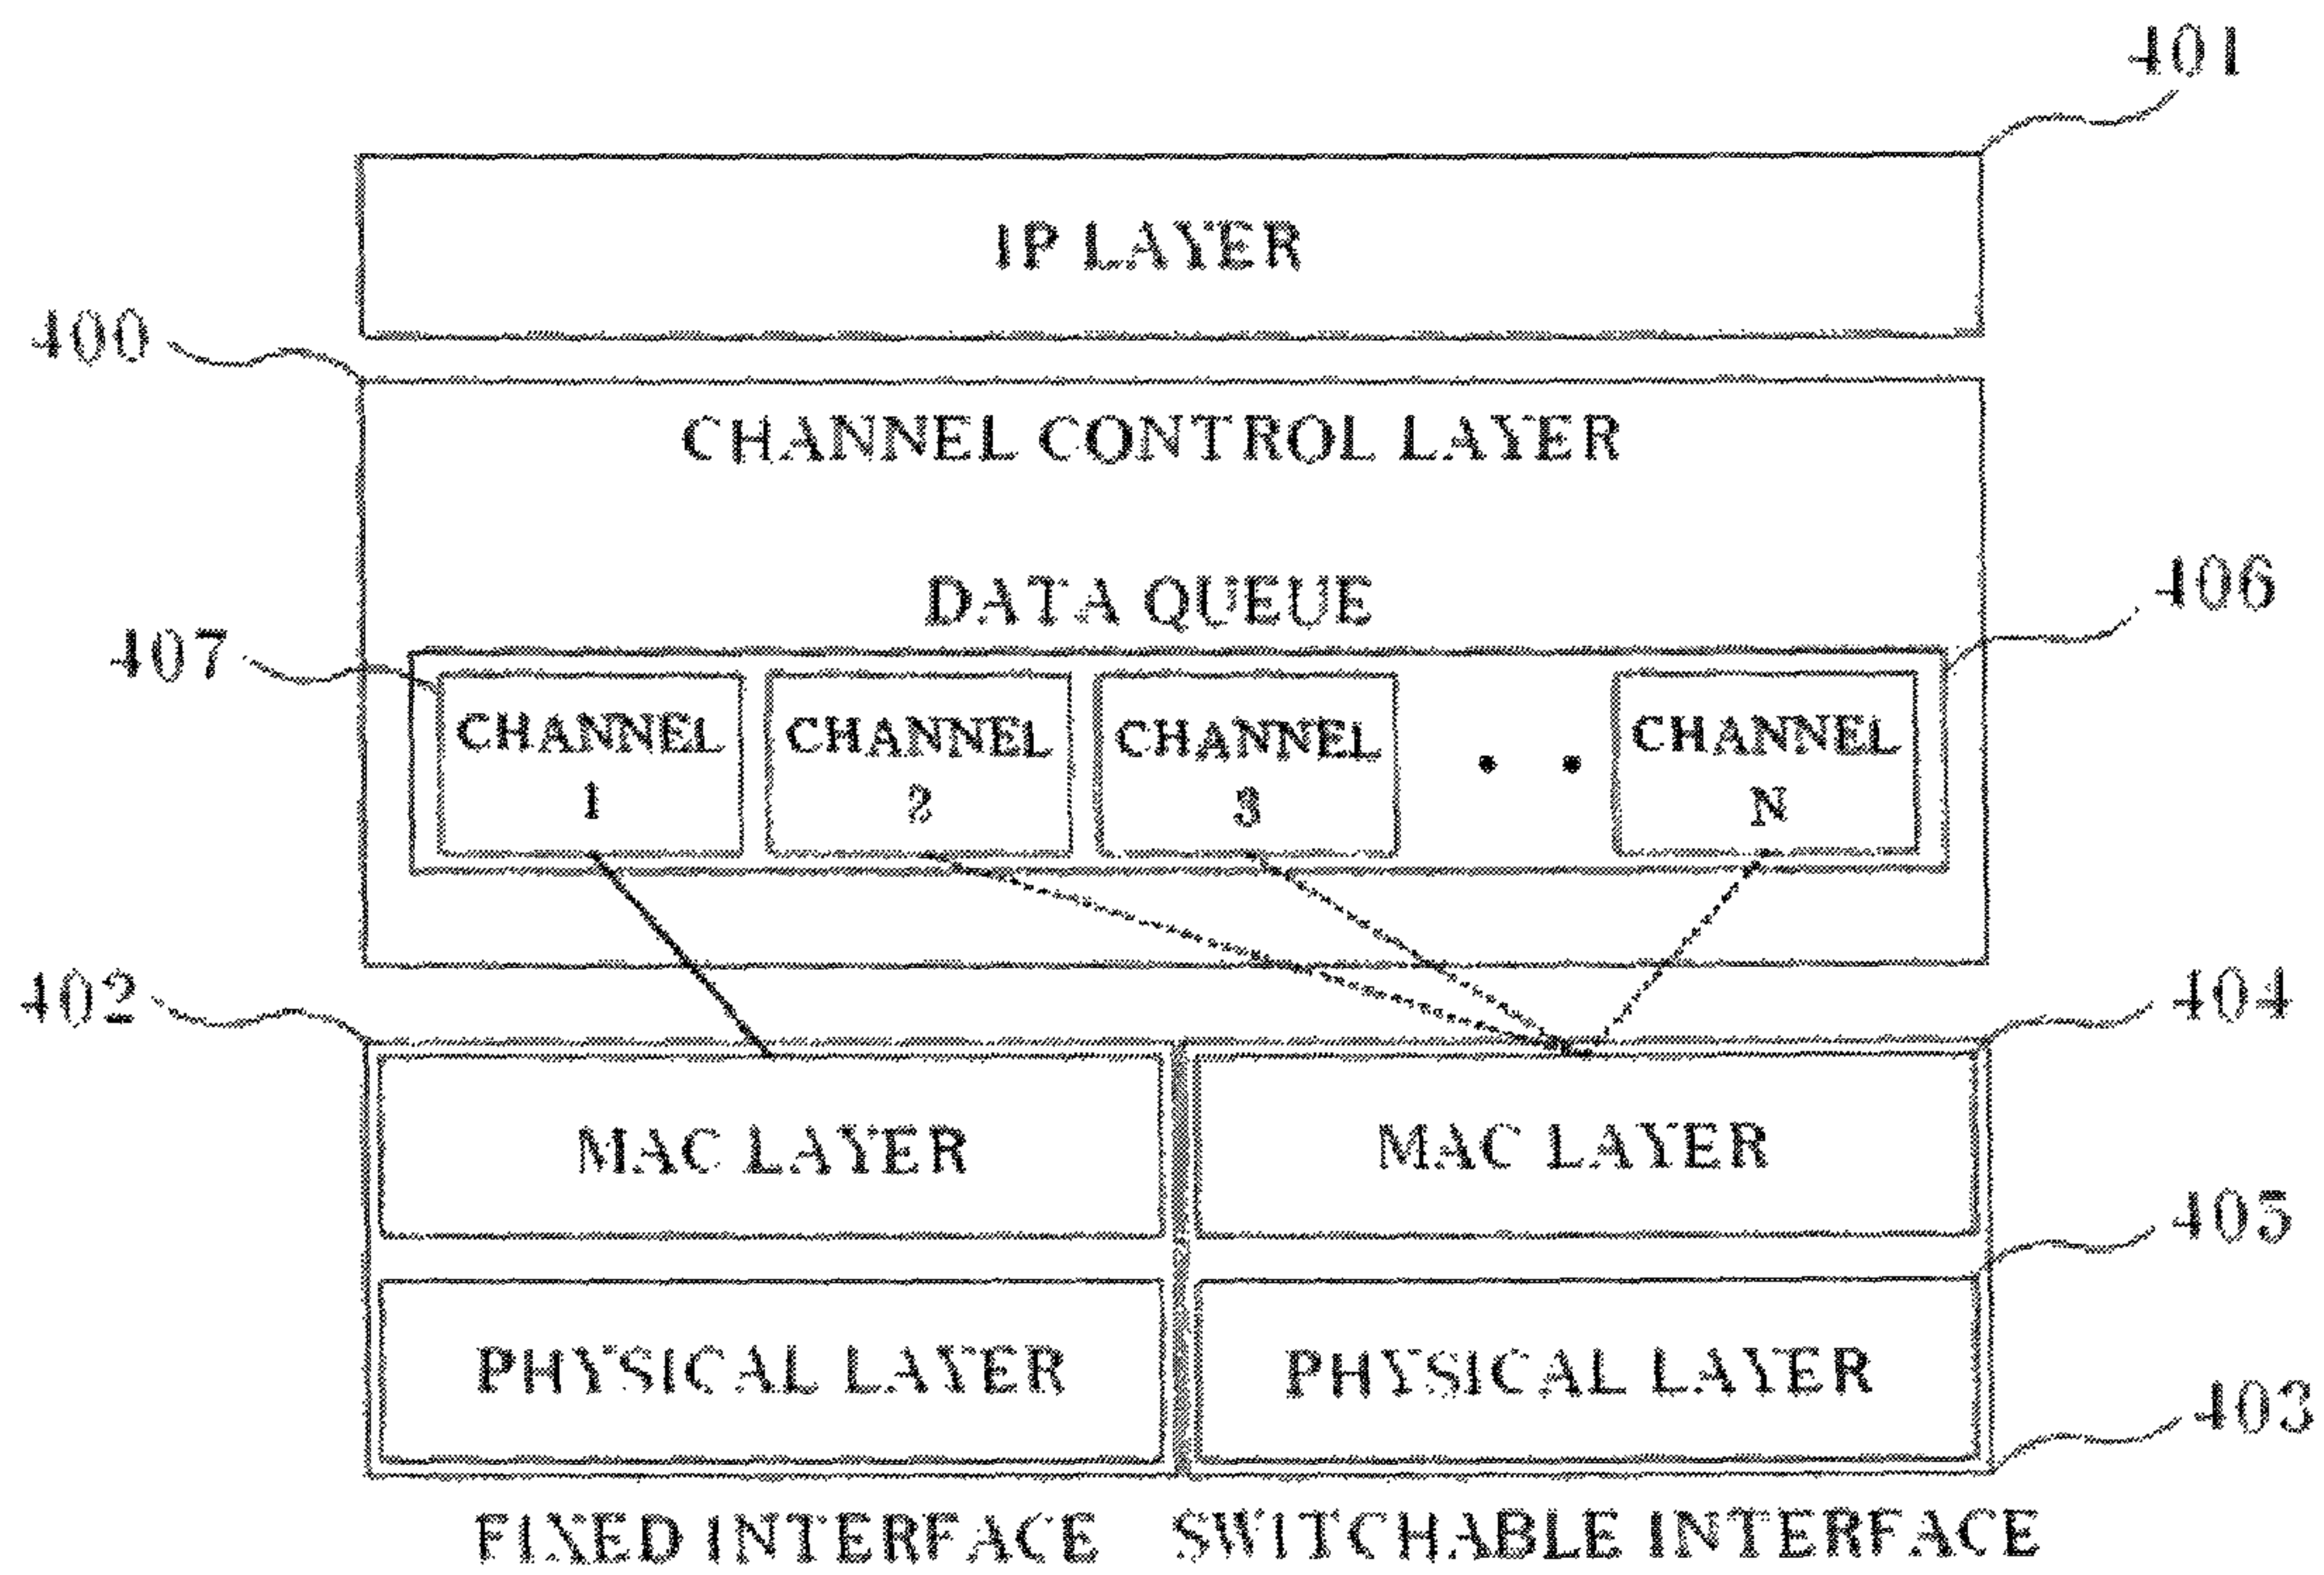 401
IP LAYER
400
CHANNEL CONTROL LAYER
DATA QUEUE
406
407
CHANNEL 1
CHANNEL 2
CHANNEL 3
• •
CHANNEL N
402
404
MAC LAYER
MAC LAYER
405
PHYSICAL LAYER
PHYSICAL LAYER
403
FIXED INTERFACE
SWITCHABLE INTERFACE